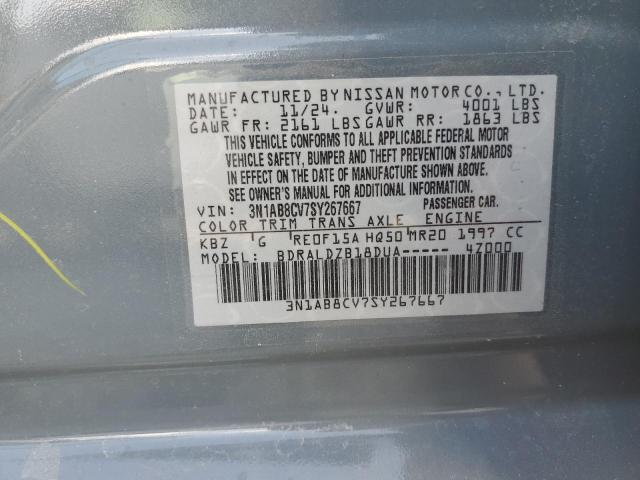 MANUFACTURED BY NISSAN MOTOR CO., LTD.
DATE: 11/24. GVWR: 4001 LBS
GAWR FR: 2161 LBS GAWR RR: 1863 LBS
THIS VEHICLE CONFORMS TO ALL APPLICABLE FEDERAL MOTOR
VEHICLE SAFETY, BUMPER AND THEFT PREVENTION STANDARDS
IN EFFECT ON THE DATE OF MANUFACTURE SHOWN ABOVE.
SEE OWNER'S MANUAL FOR ADDITIONAL INFORMATION.
VIN: 3N1AB8CV7SY267667 PASSENGER CAR.
COLOR TRIM TRANS AXLE ENGINE
KBZ G RE0F15A HQ50 MR20 1997 CC
MODEL: BDRALDZB18DUA----- 4Z000
3N1AB8CV7SY267667